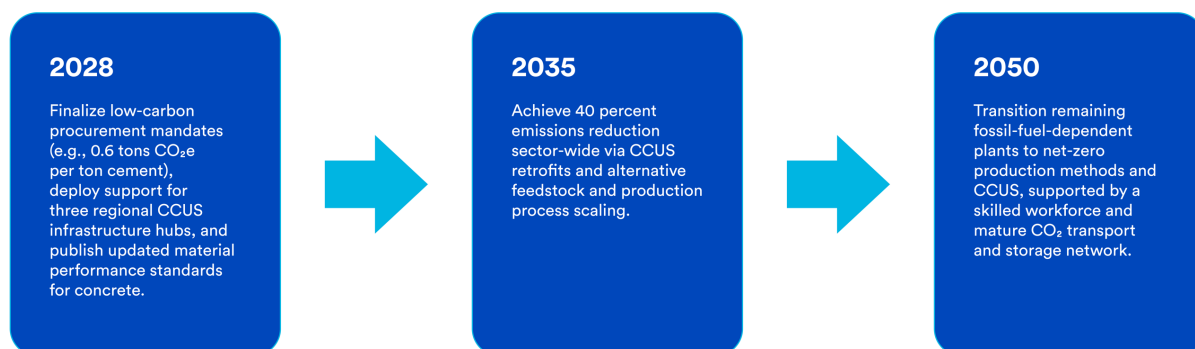 2028
Finalize low-carbon
procurement mandates
(e.g., 0.6 tons CO₂e
per ton cement),
deploy support for
three regional CCUS
infrastructure hubs, and
publish updated material
performance standards
for concrete.
2035
Achieve 40 percent
emissions reduction
sector-wide via CCUS
retrofits and alternative
feedstock and production
process scaling.
2050
Transition remaining
fossil-fuel-dependent
plants to net-zero
production methods and
CCUS, supported by a
skilled workforce and
mature CO₂ transport
and storage network.